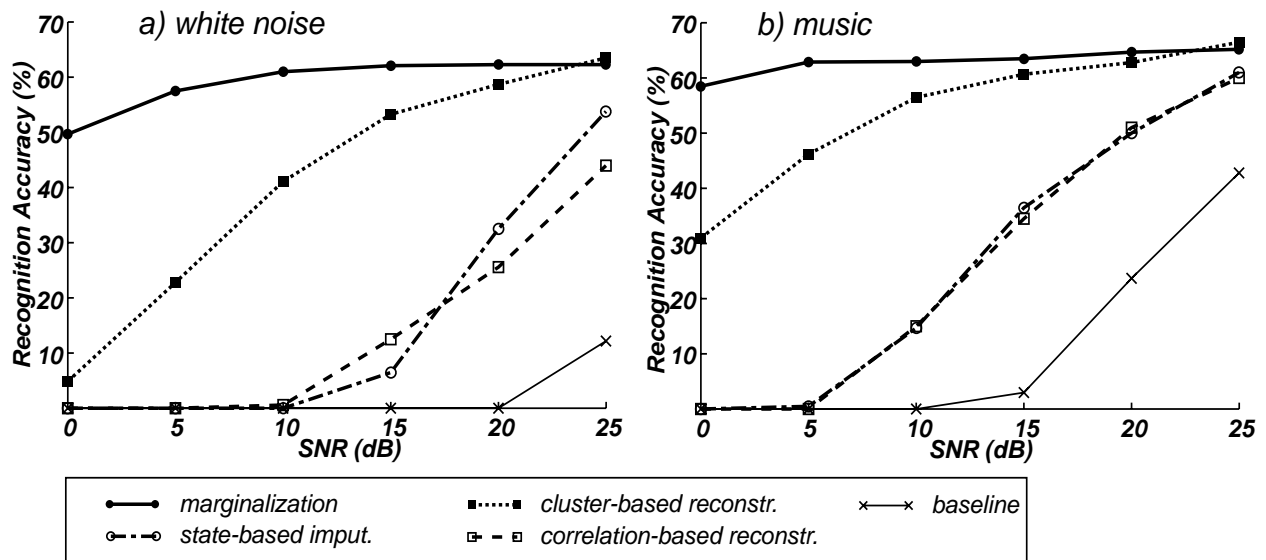 a) white noise
Recognition Accuracy (%)
70
60
50
40
30
20
10
0 5 10 15 20 25
SNR (dB)
b) music
Recognition Accuracy (%)
70
60
50
40
30
20
10
0 5 10 15 20 25
SNR (dB)
marginalization
state-based imput.
cluster-based reconstr.
correlation-based reconstr.
baseline